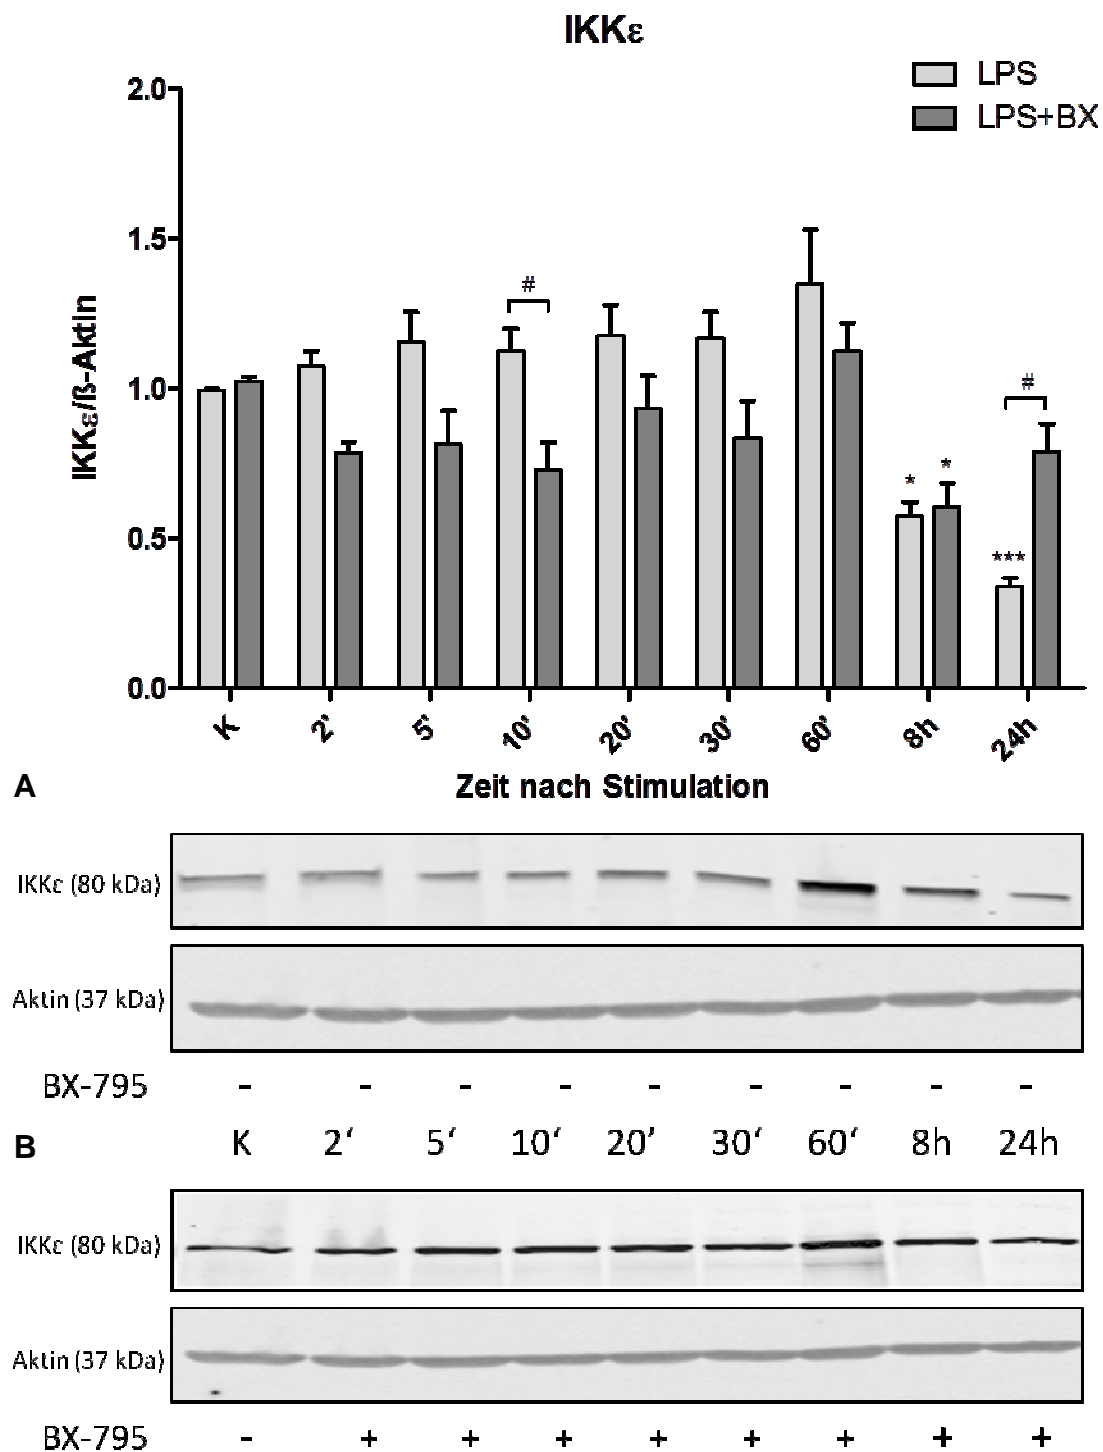 IKKε
LPS
LPS+BX
2.0
1.5
1.0
0.5
0.0
IKKε/ß-Aktin
#
#
*
*
***
K 2' 5' 10' 20' 30' 60' 8h 24h
Zeit nach Stimulation
A
IKKε (80 kDa)
Aktin (37 kDa)
BX-795 - - - - - - - - -
B
K 2‘ 5‘ 10‘ 20’ 30‘ 60‘ 8h 24h
IKKε (80 kDa)
Aktin (37 kDa)
BX-795 - + + + + + + + +